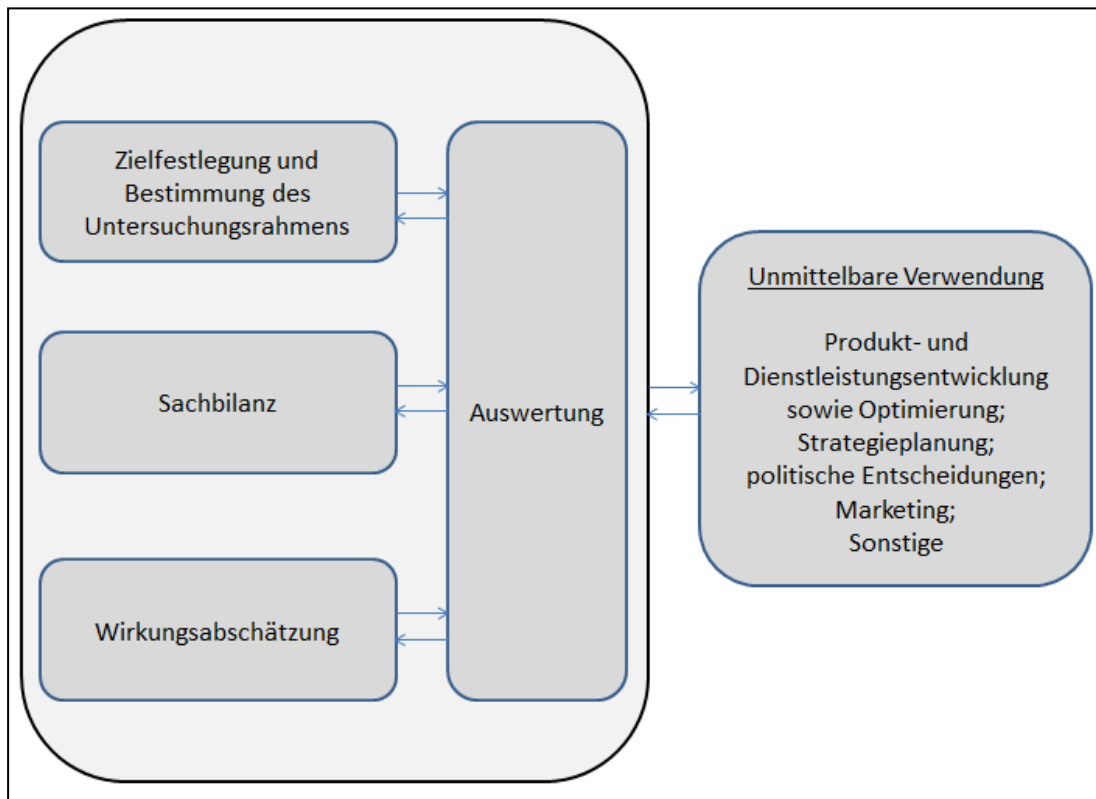 Zielfestlegung und
Bestimmung des
Untersuchungsrahmens
Sachbilanz
Wirkungsabschätzung
Auswertung
Unmittelbare Verwendung
Produkt- und
Dienstleistungsentwicklung
sowie Optimierung;
Strategieplanung;
politische Entscheidungen;
Marketing;
Sonstige